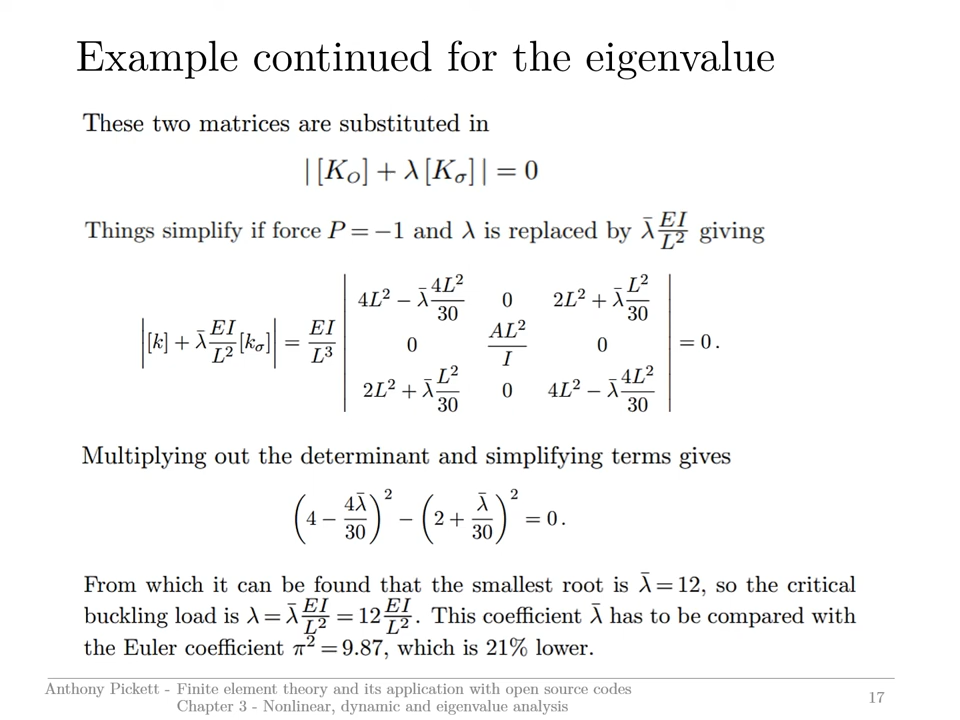 Example continued for the eigenvalue
These two matrices are substituted in
| [K_O] + λ [K_σ] | = 0
Things simplify if force P = −1 and λ is replaced by λ̄ EI/L² giving
| [k] + λ̄ EI/L² [k_σ] | = EI/L³ | 4L² − λ̄ 4L²/30   0   2L² + λ̄ L²/30 |
| 0   AL²/I   0 | = 0 .
| 2L² + λ̄ L²/30   0   4L² − λ̄ 4L²/30 |
Multiplying out the determinant and simplifying terms gives
(4 − 4λ̄/30)² − (2 + λ̄/30)² = 0 .
From which it can be found that the smallest root is λ̄ = 12, so the critical
buckling load is λ = λ̄ EI/L² = 12 EI/L². This coefficient λ̄ has to be compared with
the Euler coefficient π² = 9.87, which is 21% lower.
Anthony Pickett - Finite element theory and its application with open source codes
Chapter 3 - Nonlinear, dynamic and eigenvalue analysis
17